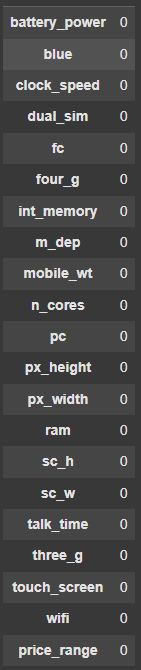 battery_power 0
blue 0
clock_speed 0
dual_sim 0
fc 0
four_g 0
int_memory 0
m_dep 0
mobile_wt 0
n_cores 0
pc 0
px_height 0
px_width 0
ram 0
sc_h 0
sc_w 0
talk_time 0
three_g 0
touch_screen 0
wifi 0
price_range 0